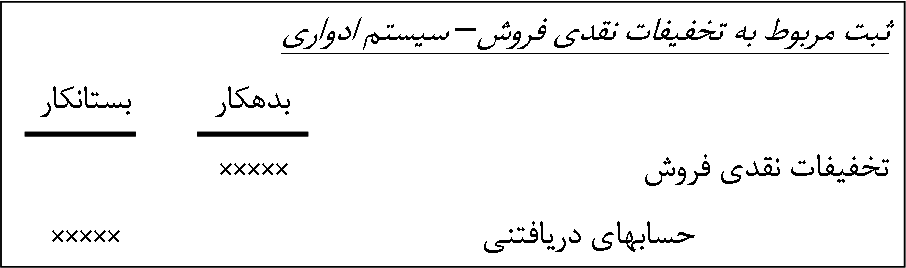 ثبت مربوط به تخفیفات نقدی فروش – سیستم ادواری
بدهکار بستانکار
تخفیفات نقدی فروش ×××××
حسابهای دریافتنی ×××××